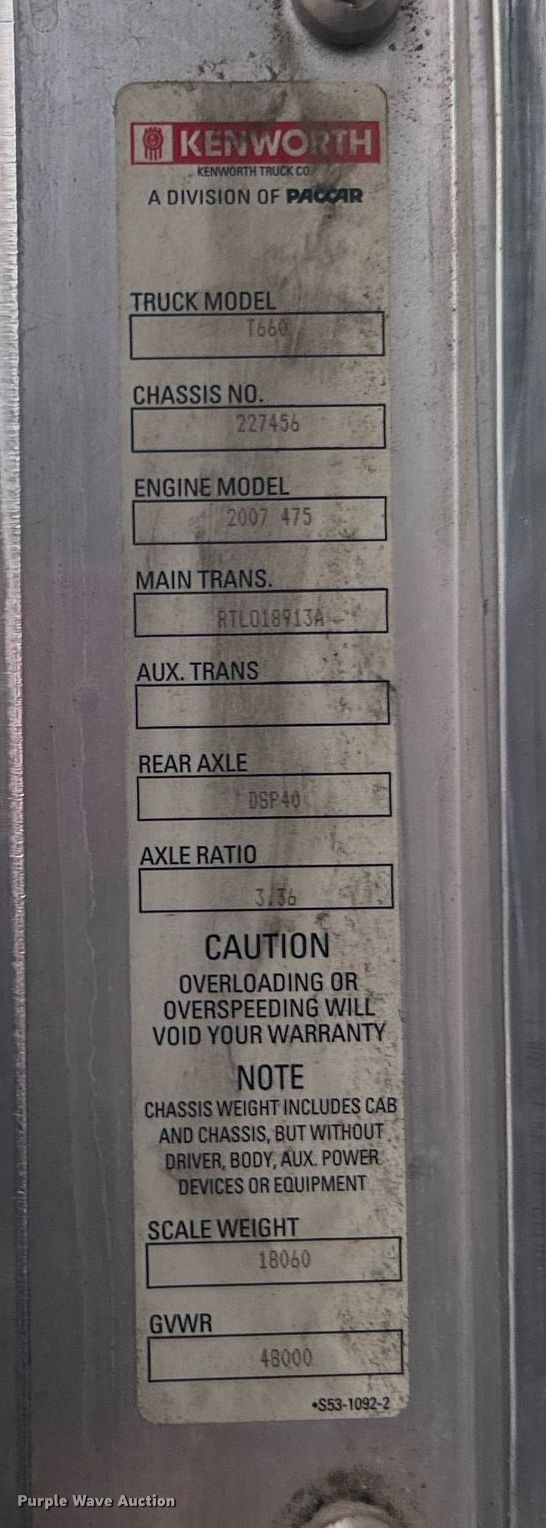 KENWORTH
KENWORTH TRUCK CO.
A DIVISION OF PACCAR
TRUCK MODEL
T660
CHASSIS NO.
227456
ENGINE MODEL
2007 475
MAIN TRANS.
RTLO18913A
AUX. TRANS
REAR AXLE
DSP40
AXLE RATIO
3.36
CAUTION
OVERLOADING OR
OVERSPEEDING WILL
VOID YOUR WARRANTY
NOTE
CHASSIS WEIGHT INCLUDES CAB
AND CHASSIS, BUT WITHOUT
DRIVER, BODY, AUX. POWER
DEVICES OR EQUIPMENT
SCALE WEIGHT
18060
GVWR
48000
•S53-1092-2
Purple Wave Auction